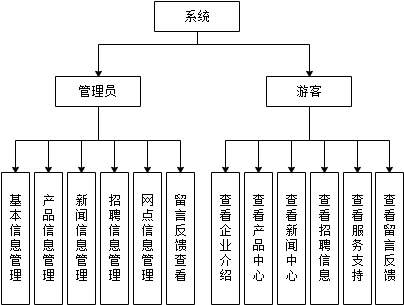 系统
管理员
游客
基本信息管理
产品信息管理
新闻信息管理
招聘信息管理
网点信息管理
留言反馈查看
查看企业介绍
查看产品中心
查看新闻中心
查看招聘信息
查看服务支持
查看留言反馈